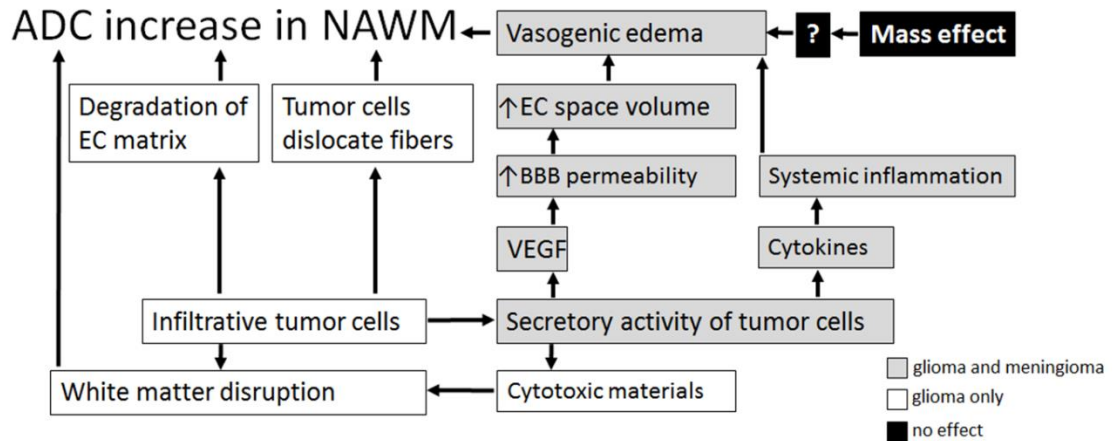 ADC increase in NAWM
Vasogenic edema
?
Mass effect
Degradation of
EC matrix
Tumor cells
dislocate fibers
↑EC space volume
↑BBB permeability
Systemic inflammation
VEGF
Cytokines
Infiltrative tumor cells
Secretory activity of tumor cells
White matter disruption
Cytotoxic materials
glioma and meningioma
glioma only
no effect